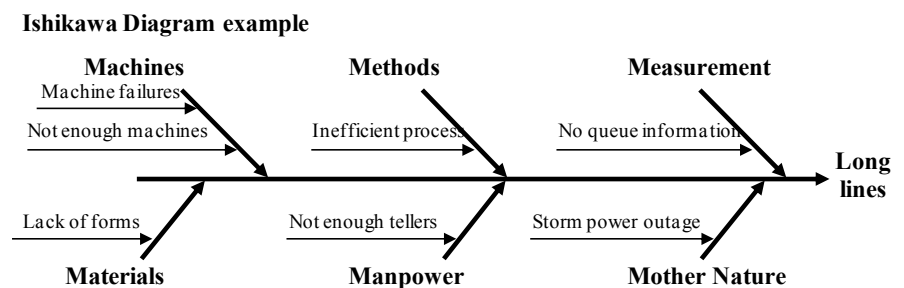 Ishikawa Diagram example
Machines
Methods
Measurement
Machine failures
Not enough machines
Inefficient process
No queue information
Long
lines
Lack of forms
Not enough tellers
Storm power outage
Materials
Manpower
Mother Nature